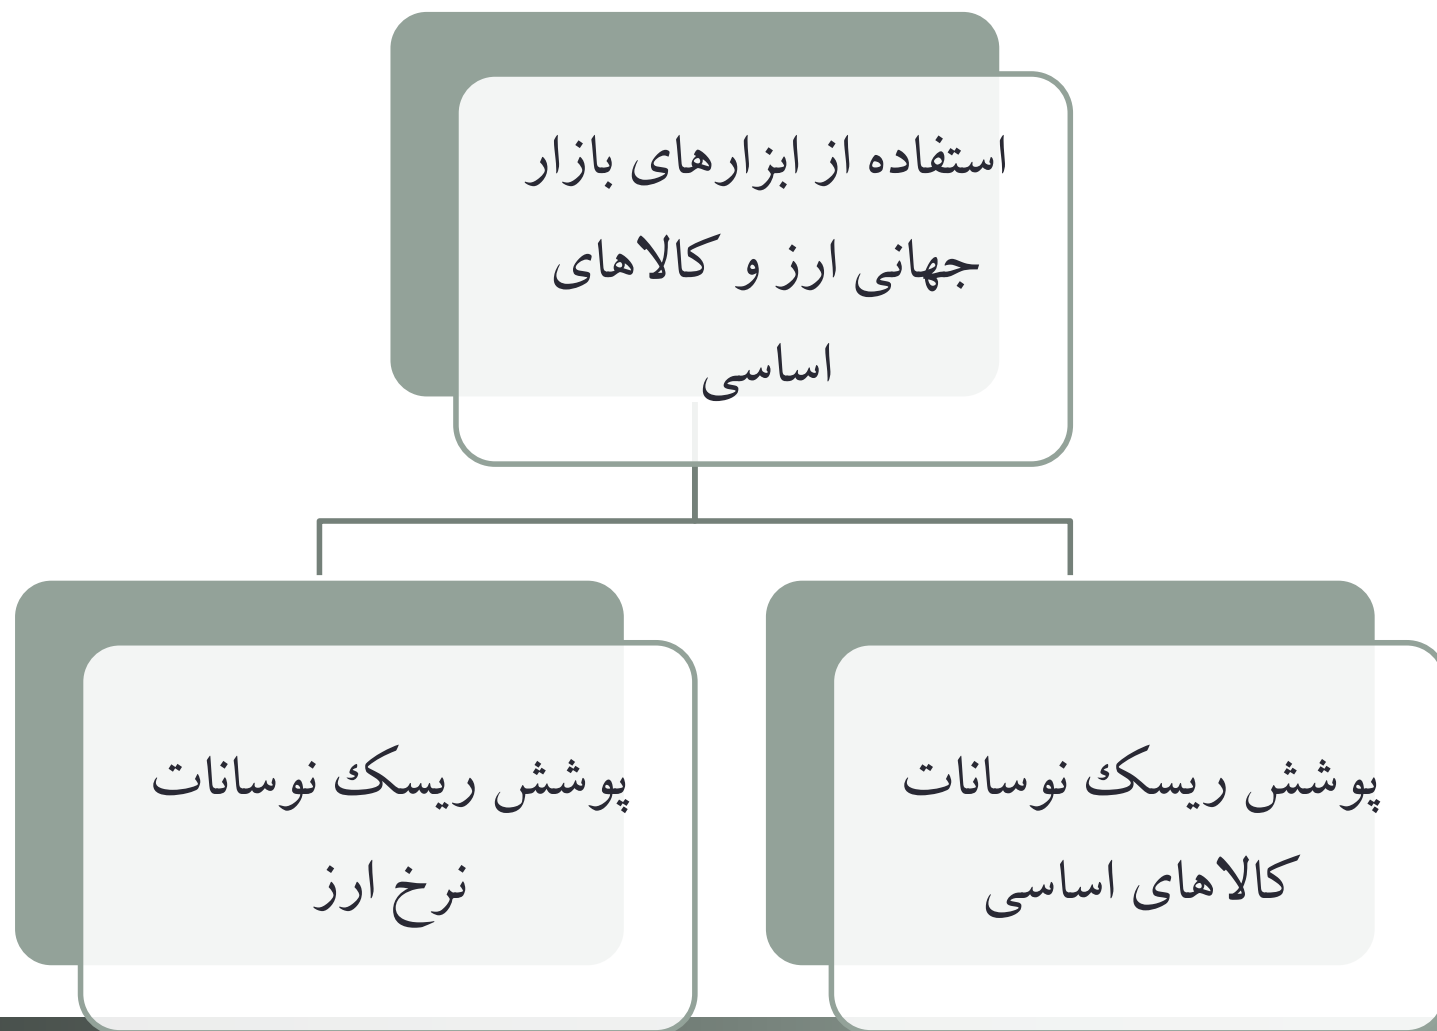 استفاده از ابزارهای بازار
جهانی ارز و کالاهای
اساسی
پوشش ریسک نوسانات
کالاهای اساسی
پوشش ریسک نوسانات
نرخ ارز